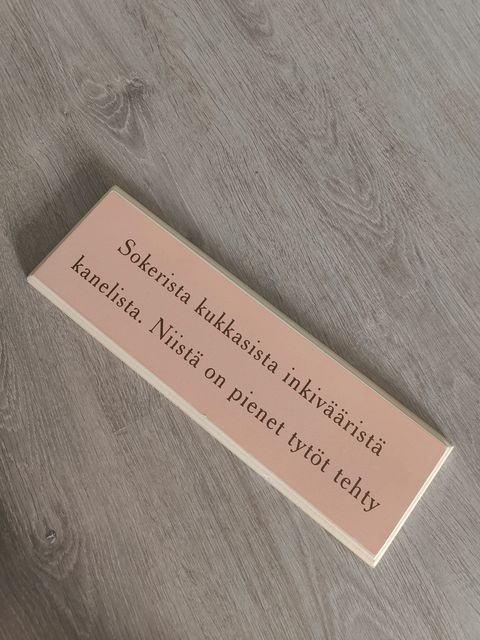 Sokerista kukkasista inkivääristä
kanelista. Niistä on pienet tytöt tehty